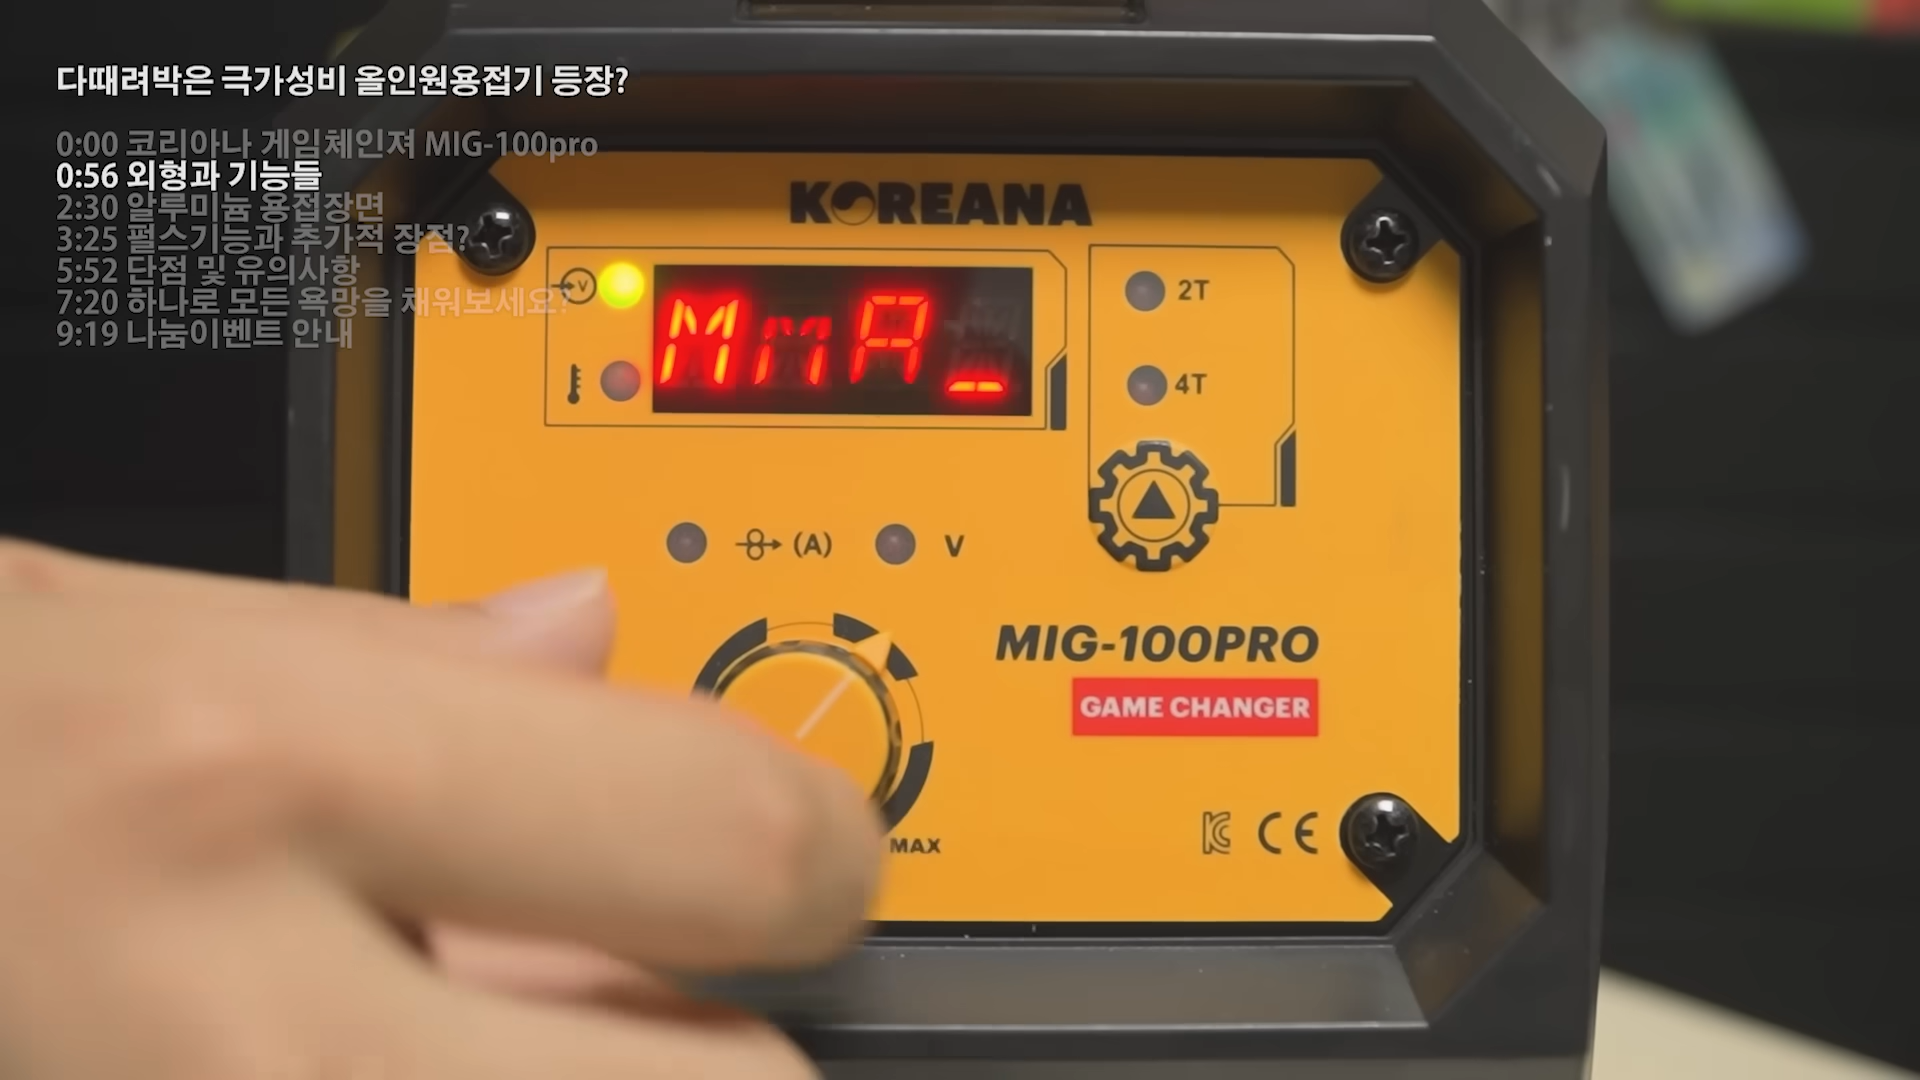 다때려박은 극가성비 올인원용접기 등장?
0:00 코리아나 게임체인져 MIG-100pro
0:56 외형과 기능들
2:30 알루미늄 용접장면
3:25 펄스기능과 추가적 장점?
5:52 단점 및 유의사항
7:20 하나로 모든 욕망을 채워보세요?
9:19 나눔이벤트 안내
KOREANA
V
MmA_
2T
4T
(A)
V
MIG-100PRO
GAME CHANGER
MAX
KC CE